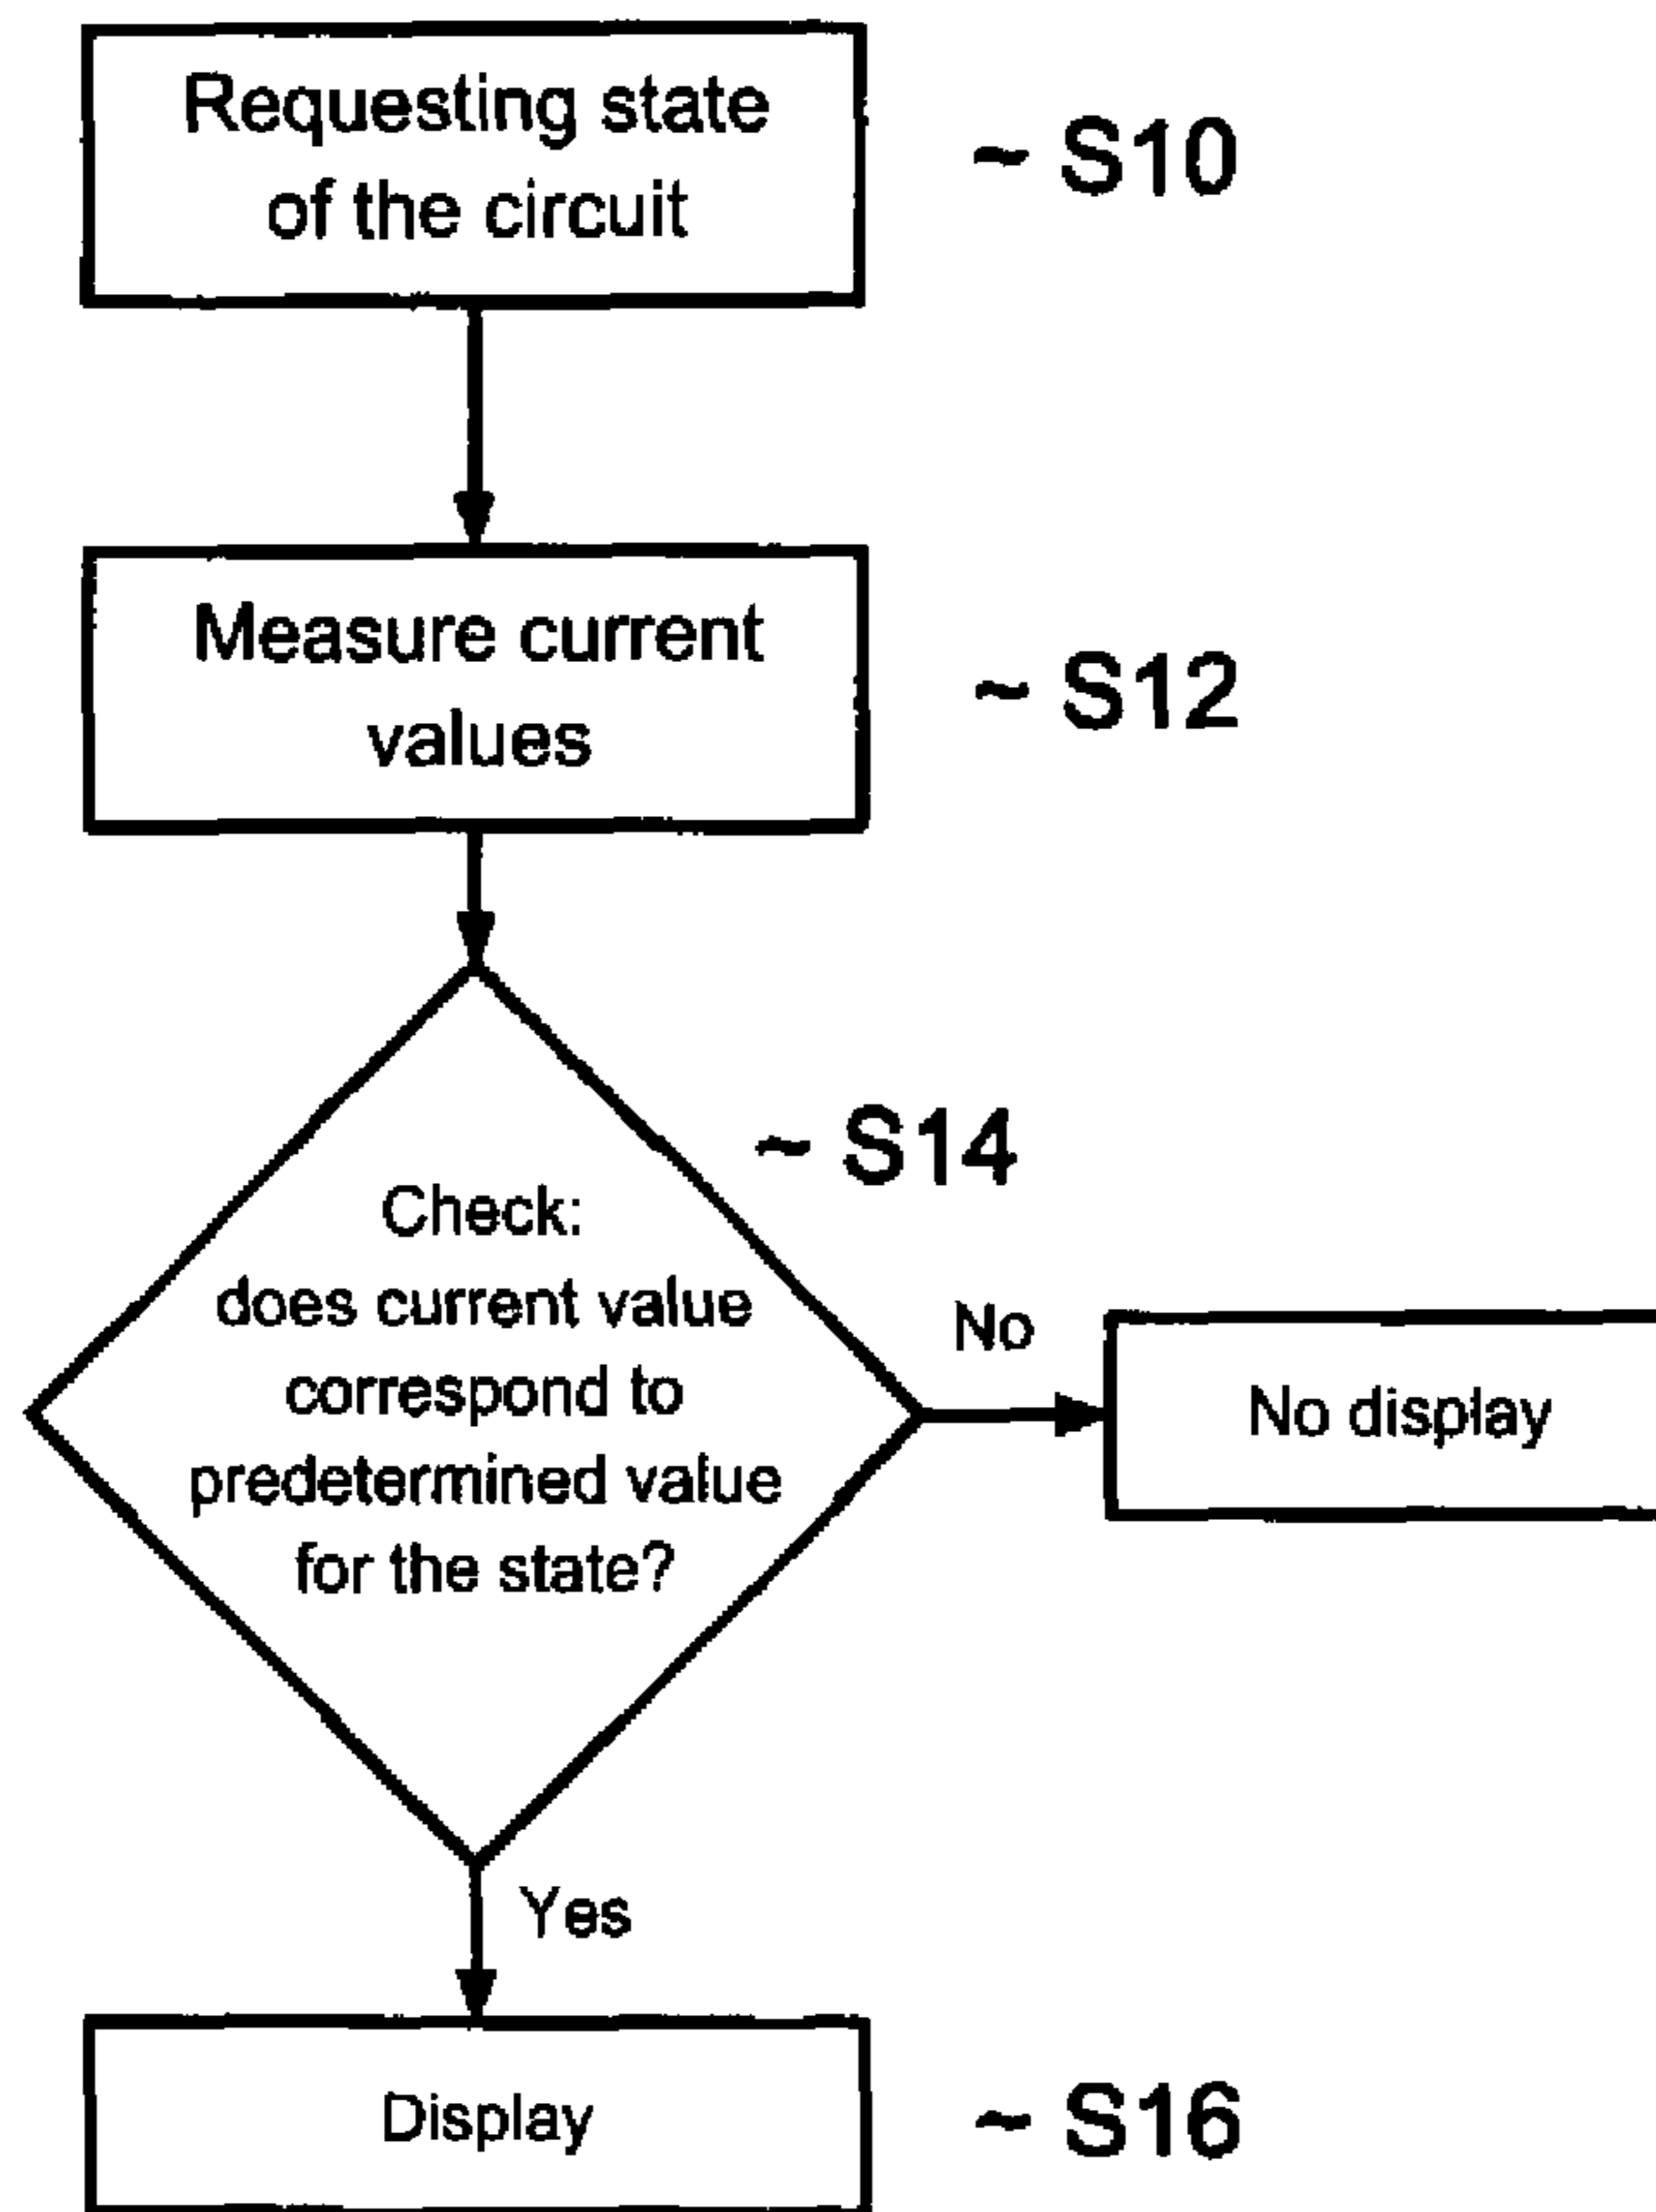 Requesting state
of the circuit
~ S10
Measure current
values
~ S12
~ S14
Check:
does current value
correspond to
predetermined value
for the state?
No
No display
Yes
Display
~ S16